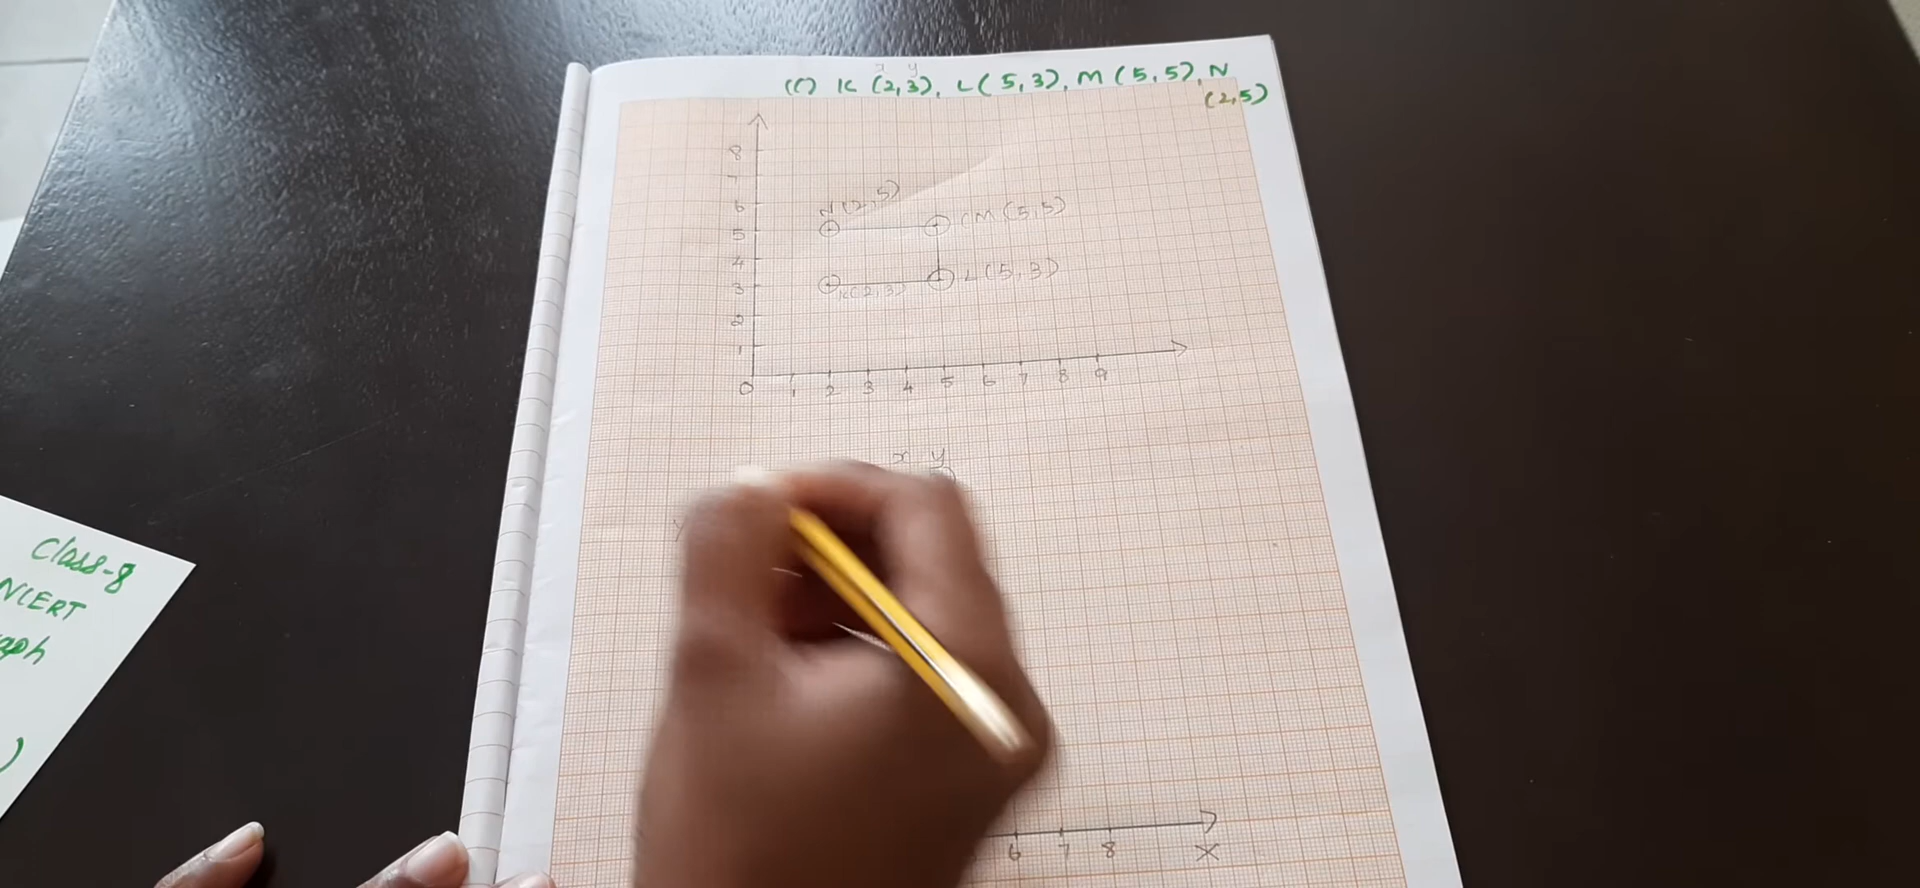 x y
(C) K (2,3), L (5,3), M (5,5), N
(2,5)
8
7
6
5
4
3
2
1
N(2,5)
(M (5,5)
K(2,3)
L(5,3)
0 1 2 3 4 5 6 7 8 9
x y
6 7 8 X
Class-8
NCERT
)